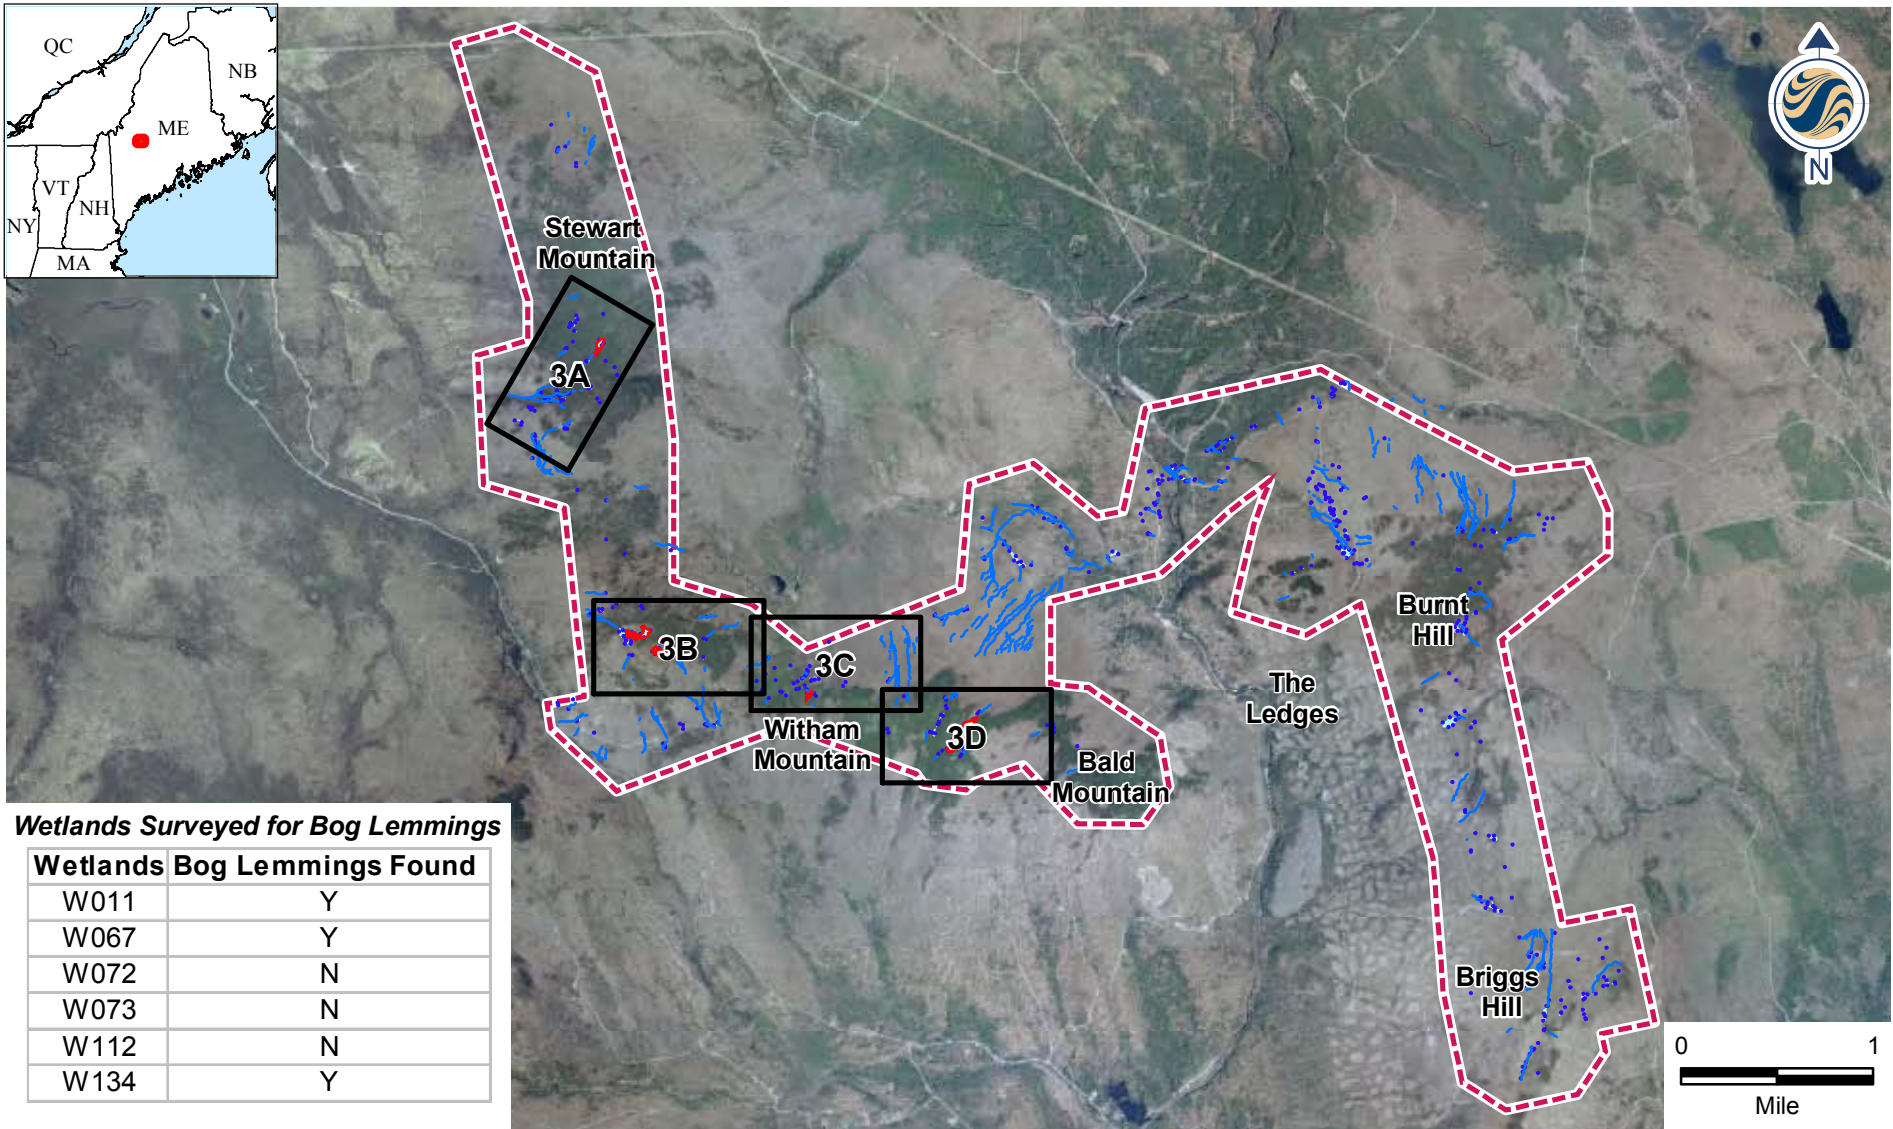 QC
NB
ME
VT
NH
NY
MA
N
Stewart
Mountain
3A
3B
3C
3D
Witham
Mountain
Bald
Mountain
The
Ledges
Burnt
Hill
Briggs
Hill
Wetlands Surveyed for Bog Lemmings
Wetlands Bog Lemmings Found
W011 Y
W067 Y
W072 N
W073 N
W112 N
W134 Y
0 1
Mile